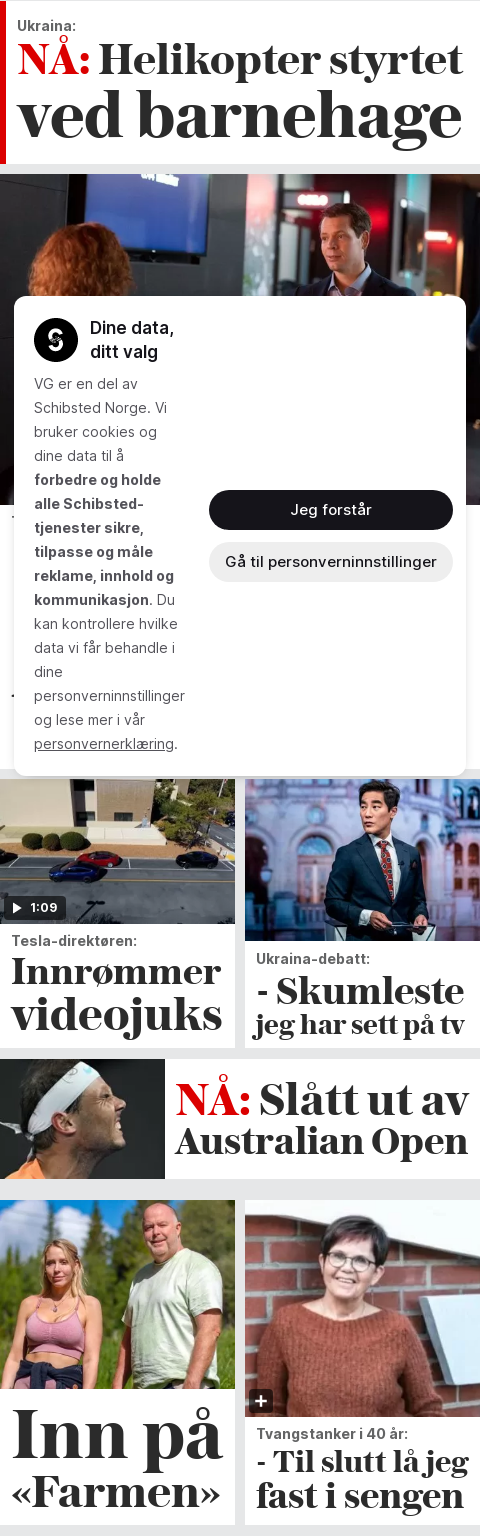 Ukraina:
NÅ: Helikopter styrtet
ved barnehage
Dine data,
ditt valg
VG er en del av
Schibsted Norge. Vi
bruker cookies og
dine data til å
forbedre og holde
alle Schibsted-
tjenester sikre,
tilpasse og måle
reklame, innhold og
kommunikasjon. Du
kan kontrollere hvilke
data vi får behandle i
dine
personverninnstillinger
og lese mer i vår
personvernerklæring.
Jeg forstår
Gå til personverninnstillinger
1:09
Tesla-direktøren:
Innrømmer
videojuks
Ukraina-debatt:
- Skumleste
jeg har sett på tv
NÅ: Slått ut av
Australian Open
Inn på
«Farmen»
Tvangstanker i 40 år:
- Til slutt lå jeg
fast i sengen